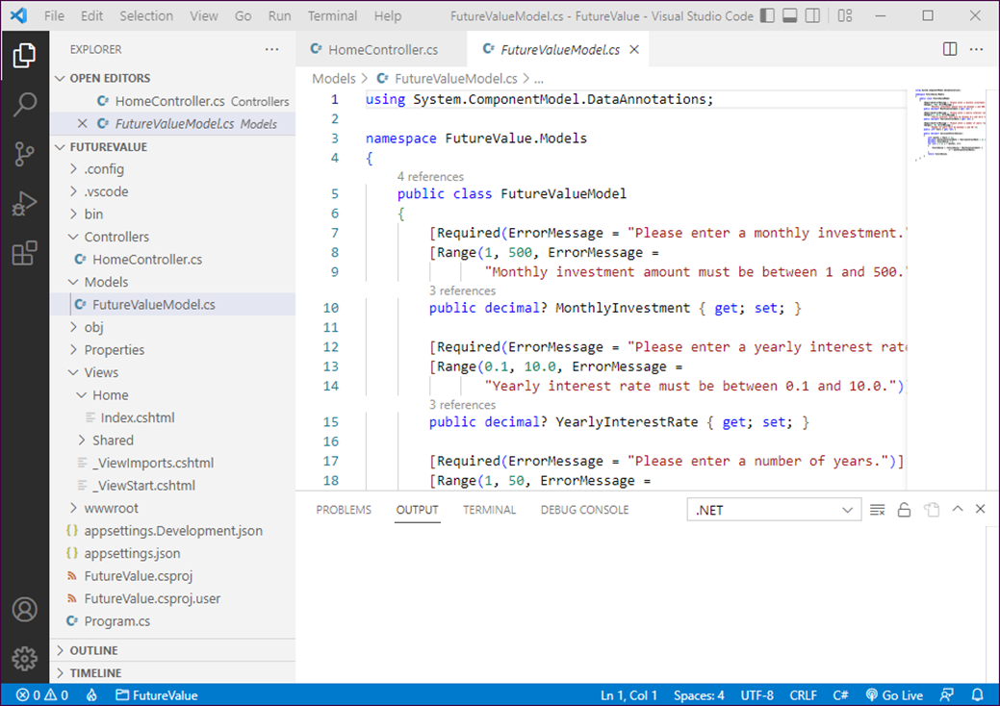 File Edit Selection View Go Run Terminal Help FutureValueModel.cs - FutureValue - Visual Studio Code
EXPLORER ...
OPEN EDITORS
C# HomeController.cs Controllers
C# FutureValueModel.cs Models
FUTUREVALUE
.config
.vscode
bin
Controllers
C# HomeController.cs
Models
C# FutureValueModel.cs
obj
Properties
Views
Home
Index.cshtml
Shared
_ViewImports.cshtml
_ViewStart.cshtml
wwwroot
{} appsettings.Development.json
{} appsettings.json
FutureValue.csproj
FutureValue.csproj.user
C# Program.cs
OUTLINE
TIMELINE
C# HomeController.cs C# FutureValueModel.cs ...
Models > C# FutureValueModel.cs > ...
1 using System.ComponentModel.DataAnnotations;
2
3 namespace FutureValue.Models
4 {
4 references
5 public class FutureValueModel
6 {
7 [Required(ErrorMessage = "Please enter a monthly investment."
8 [Range(1, 500, ErrorMessage =
9 "Monthly investment amount must be between 1 and 500."
3 references
10 public decimal? MonthlyInvestment { get; set; }
11
12 [Required(ErrorMessage = "Please enter a yearly interest rate
13 [Range(0.1, 10.0, ErrorMessage =
14 "Yearly interest rate must be between 0.1 and 10.0.")
3 references
15 public decimal? YearlyInterestRate { get; set; }
16
17 [Required(ErrorMessage = "Please enter a number of years.")]
18 [Range(1, 50, ErrorMessage =
PROBLEMS OUTPUT TERMINAL DEBUG CONSOLE .NET
0 0 FutureValue Ln 1, Col 1 Spaces: 4 UTF-8 CRLF C# Go Live